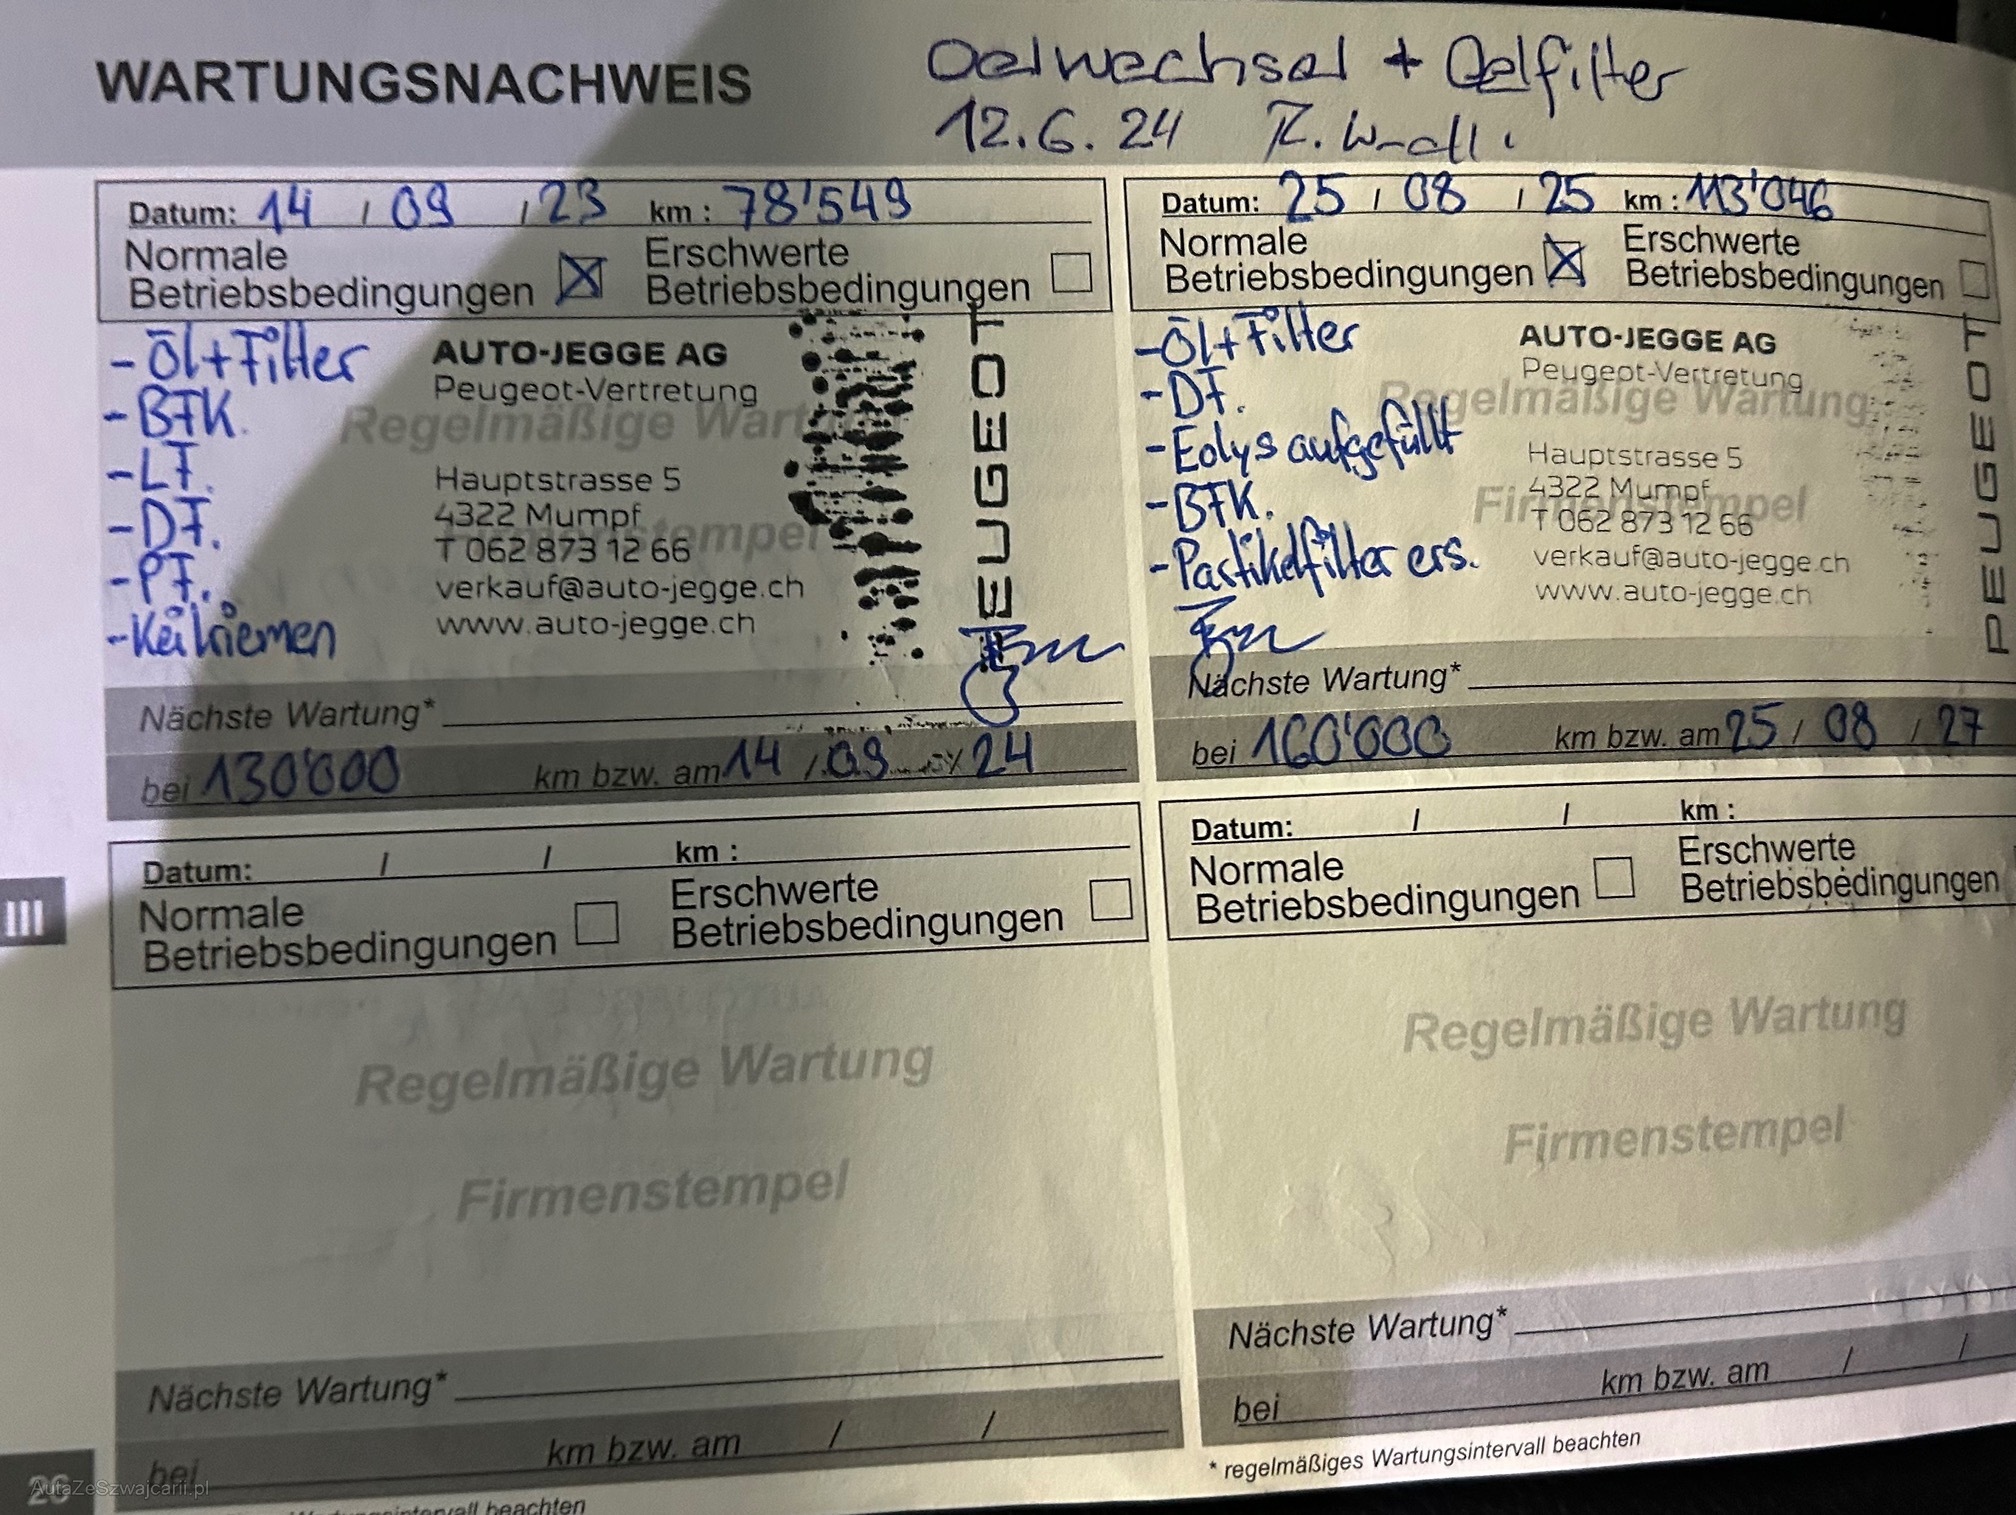 WARTUNGSNACHWEIS
Oelwechsel + Oelfilter
12.6.24 R.
Datum: 14 / 09 / 23 km : 78'549
Normale Betriebsbedingungen
Erschwerte Betriebsbedingungen
- Öl+Filter
- BFK.
- LF.
- DF.
- PF.
- Keilriemen
AUTO-JEGGE AG
Peugeot-Vertretung
Regelmäßige Wart
Hauptstrasse 5
4322 Mumpf
stempel
T 062 873 12 66
verkauf@auto-jegge.ch
www.auto-jegge.ch
PEUGEOT
Nächste Wartung*
bei 130'000 km bzw. am 14 / 09 / 24
Datum: 25 / 08 / 25 km : 113'046
Normale Betriebsbedingungen
Erschwerte Betriebsbedingungen
- Öl+Filter
- DF.
- Eolys aufgefüllt
- BFK.
- Partikelfilter ers.
AUTO-JEGGE AG
Peugeot-Vertretung
Regelmäßige Wartung
Hauptstrasse 5
4322 Mumpf
Firmenstempel
T 062 873 12 66
verkauf@auto-jegge.ch
www.auto-jegge.ch
PEUGEOT
Nächste Wartung*
bei 160'000 km bzw. am 25 / 08 / 27
Datum: / / km :
Normale Betriebsbedingungen
Erschwerte Betriebsbedingungen
Regelmäßige Wartung
Firmenstempel
Nächste Wartung*
bei km bzw. am / /
Datum: / / km :
Normale Betriebsbedingungen
Erschwerte Betriebsbedingungen
Regelmäßige Wartung
Firmenstempel
Nächste Wartung*
bei km bzw. am / /
* regelmäßiges Wartungsintervall beachten
beachten
III
26
AutaZeSzwajcarii.pl